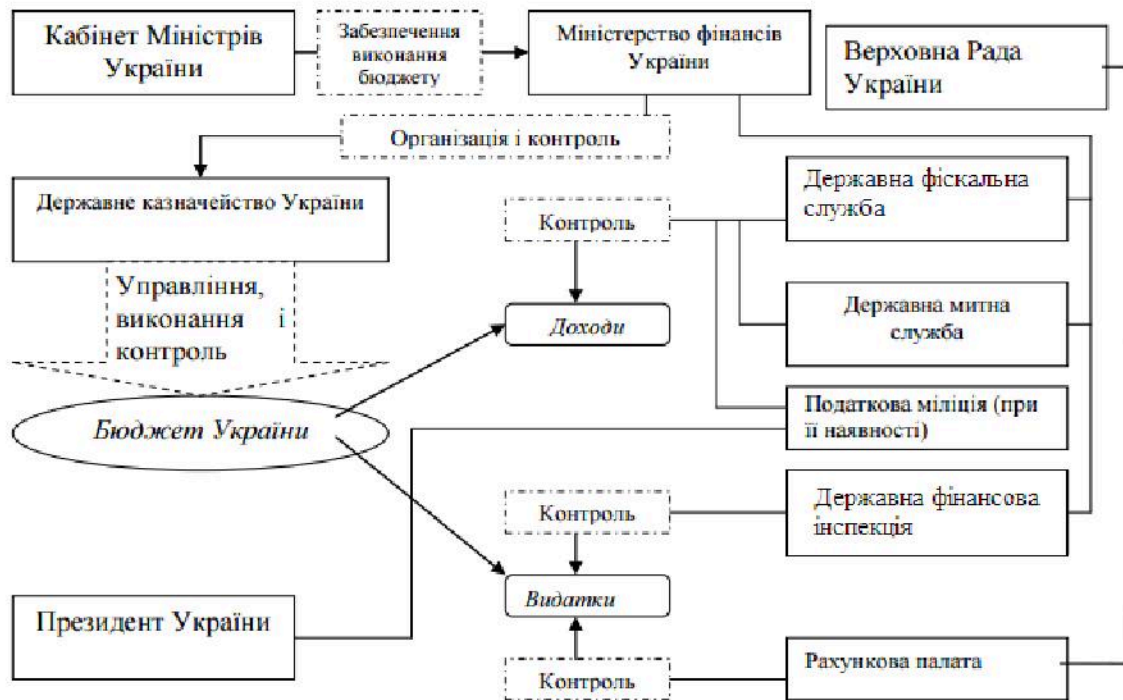 Кабінет Міністрів
України
Забезпечення
виконання
бюджету
Міністерство фінансів
України
Верховна Рада
України
Організація і контроль
Державне казначейство України
Контроль
Державна фіскальна
служба
Управління,
виконання і
контроль
Доходи
Державна митна
служба
Бюджет України
Податкова міліція (при
її наявності)
Контроль
Державна фінансова
інспекція
Видатки
Президент України
Контроль
Рахункова палата